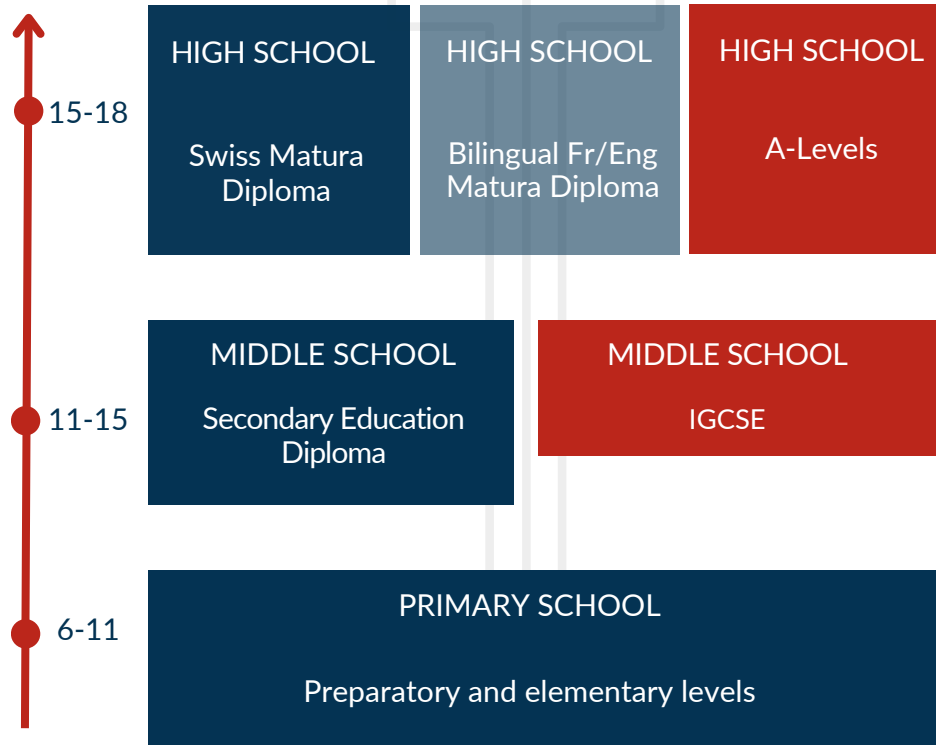 HIGH SCHOOL
HIGH SCHOOL
HIGH SCHOOL
15-18
Swiss Matura
Diploma
Bilingual Fr/Eng
Matura Diploma
A-Levels
MIDDLE SCHOOL
MIDDLE SCHOOL
11-15
Secondary Education
Diploma
IGCSE
PRIMARY SCHOOL
6-11
Preparatory and elementary levels